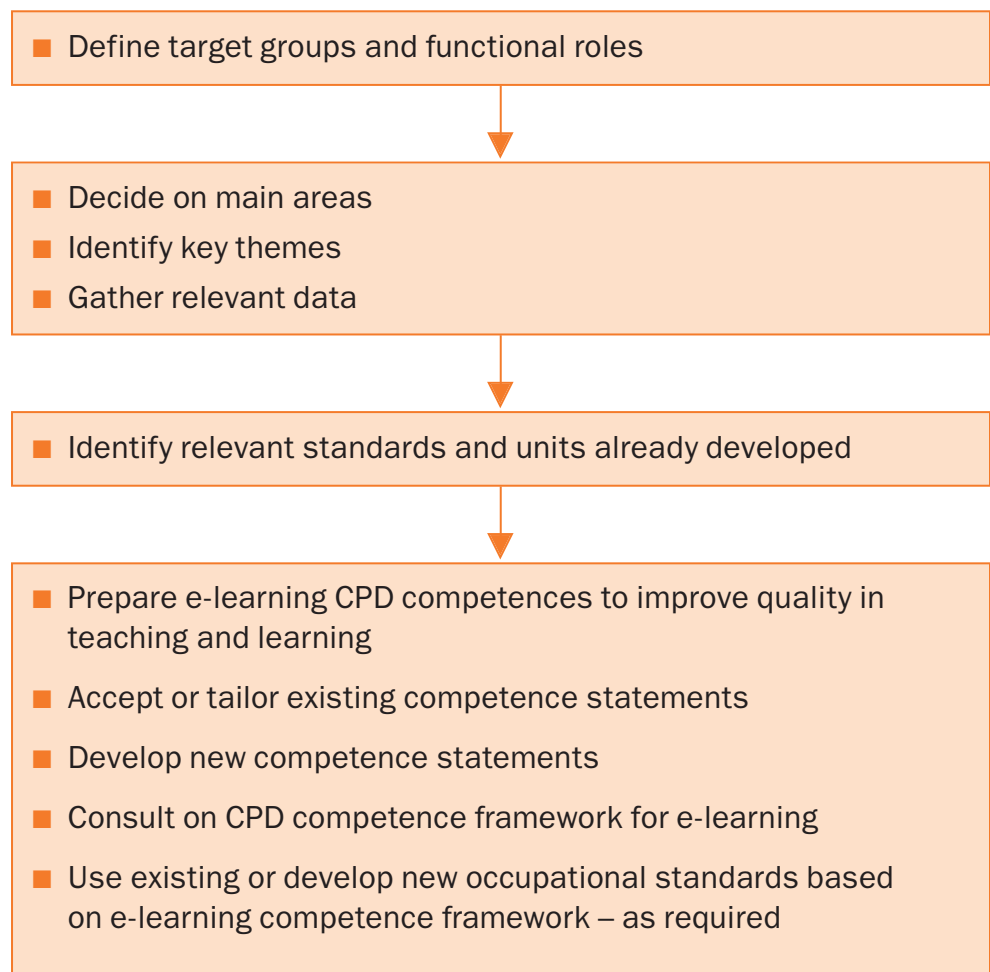 ■ Define target groups and functional roles
■ Decide on main areas
■ Identify key themes
■ Gather relevant data
■ Identify relevant standards and units already developed
■ Prepare e-learning CPD competences to improve quality in
teaching and learning
■ Accept or tailor existing competence statements
■ Develop new competence statements
■ Consult on CPD competence framework for e-learning
■ Use existing or develop new occupational standards based
on e-learning competence framework – as required